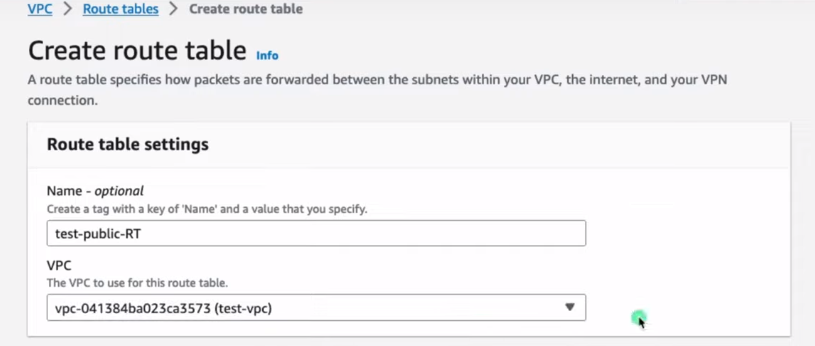 VPC > Route tables > Create route table
Create route table Info
A route table specifies how packets are forwarded between the subnets within your VPC, the internet, and your VPN
connection.
Route table settings
Name - optional
Create a tag with a key of 'Name' and a value that you specify.
test-public-RT
VPC
The VPC to use for this route table.
vpc-041384ba023ca3573 (test-vpc)